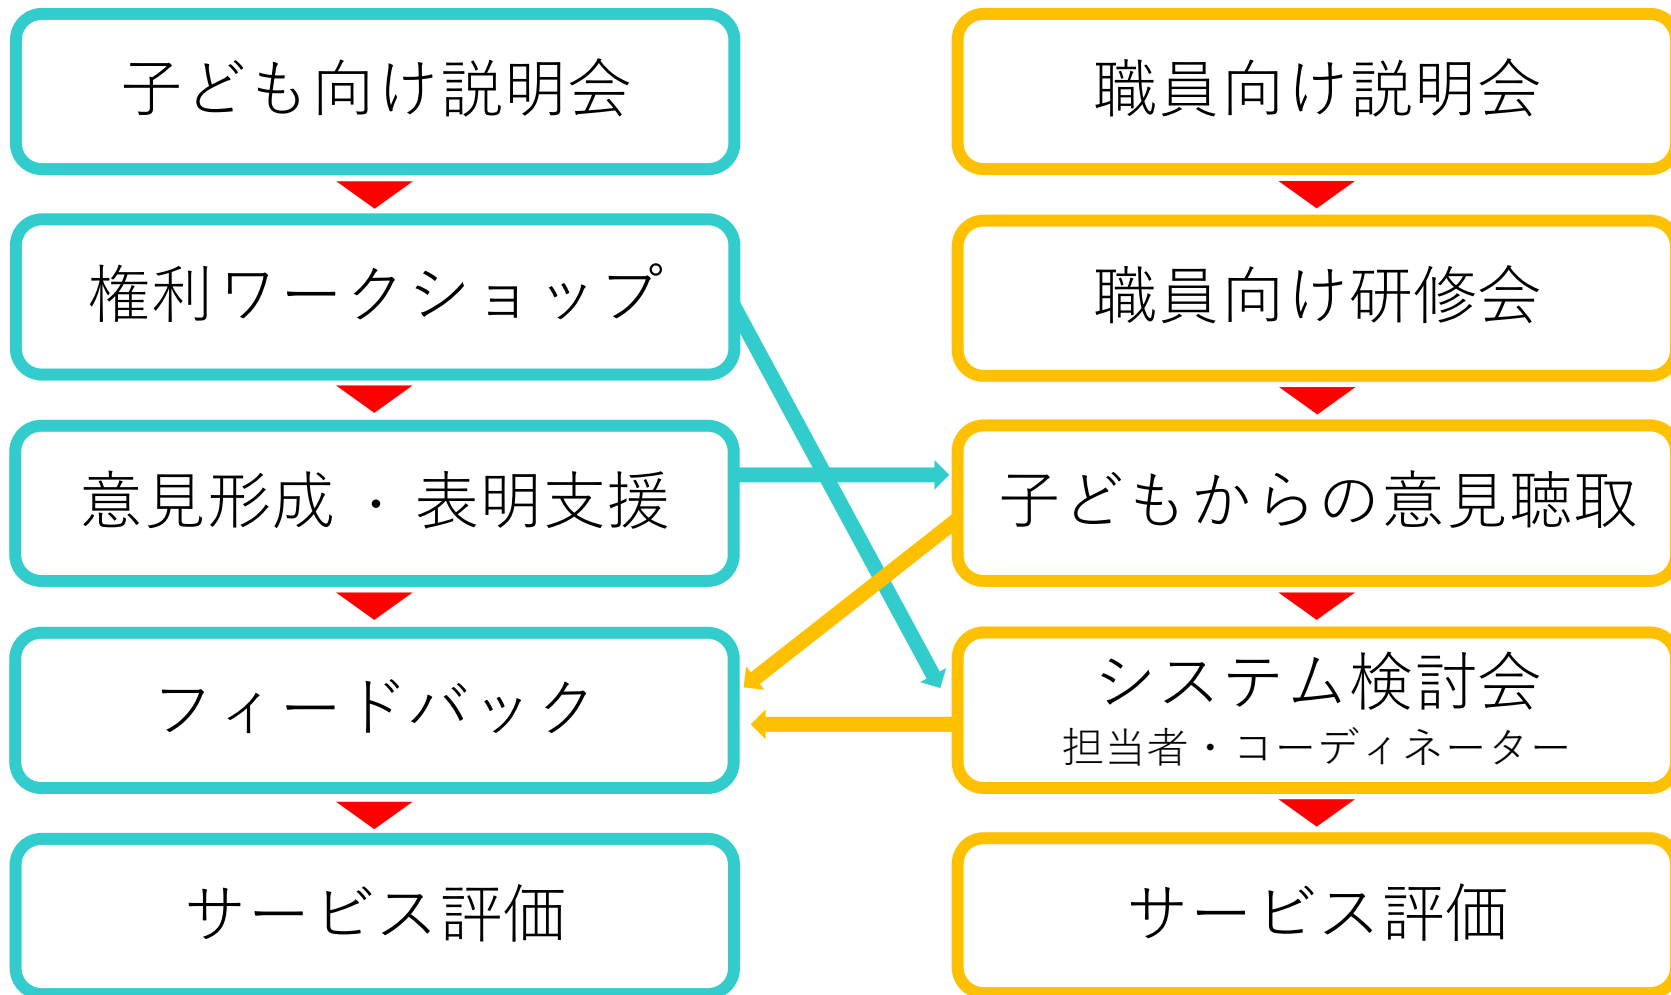 子ども向け説明会
権利ワークショップ
意見形成・表明支援
フィードバック
サービス評価
職員向け説明会
職員向け研修会
子どもからの意見聴取
システム検討会
担当者・コーディネーター
サービス評価